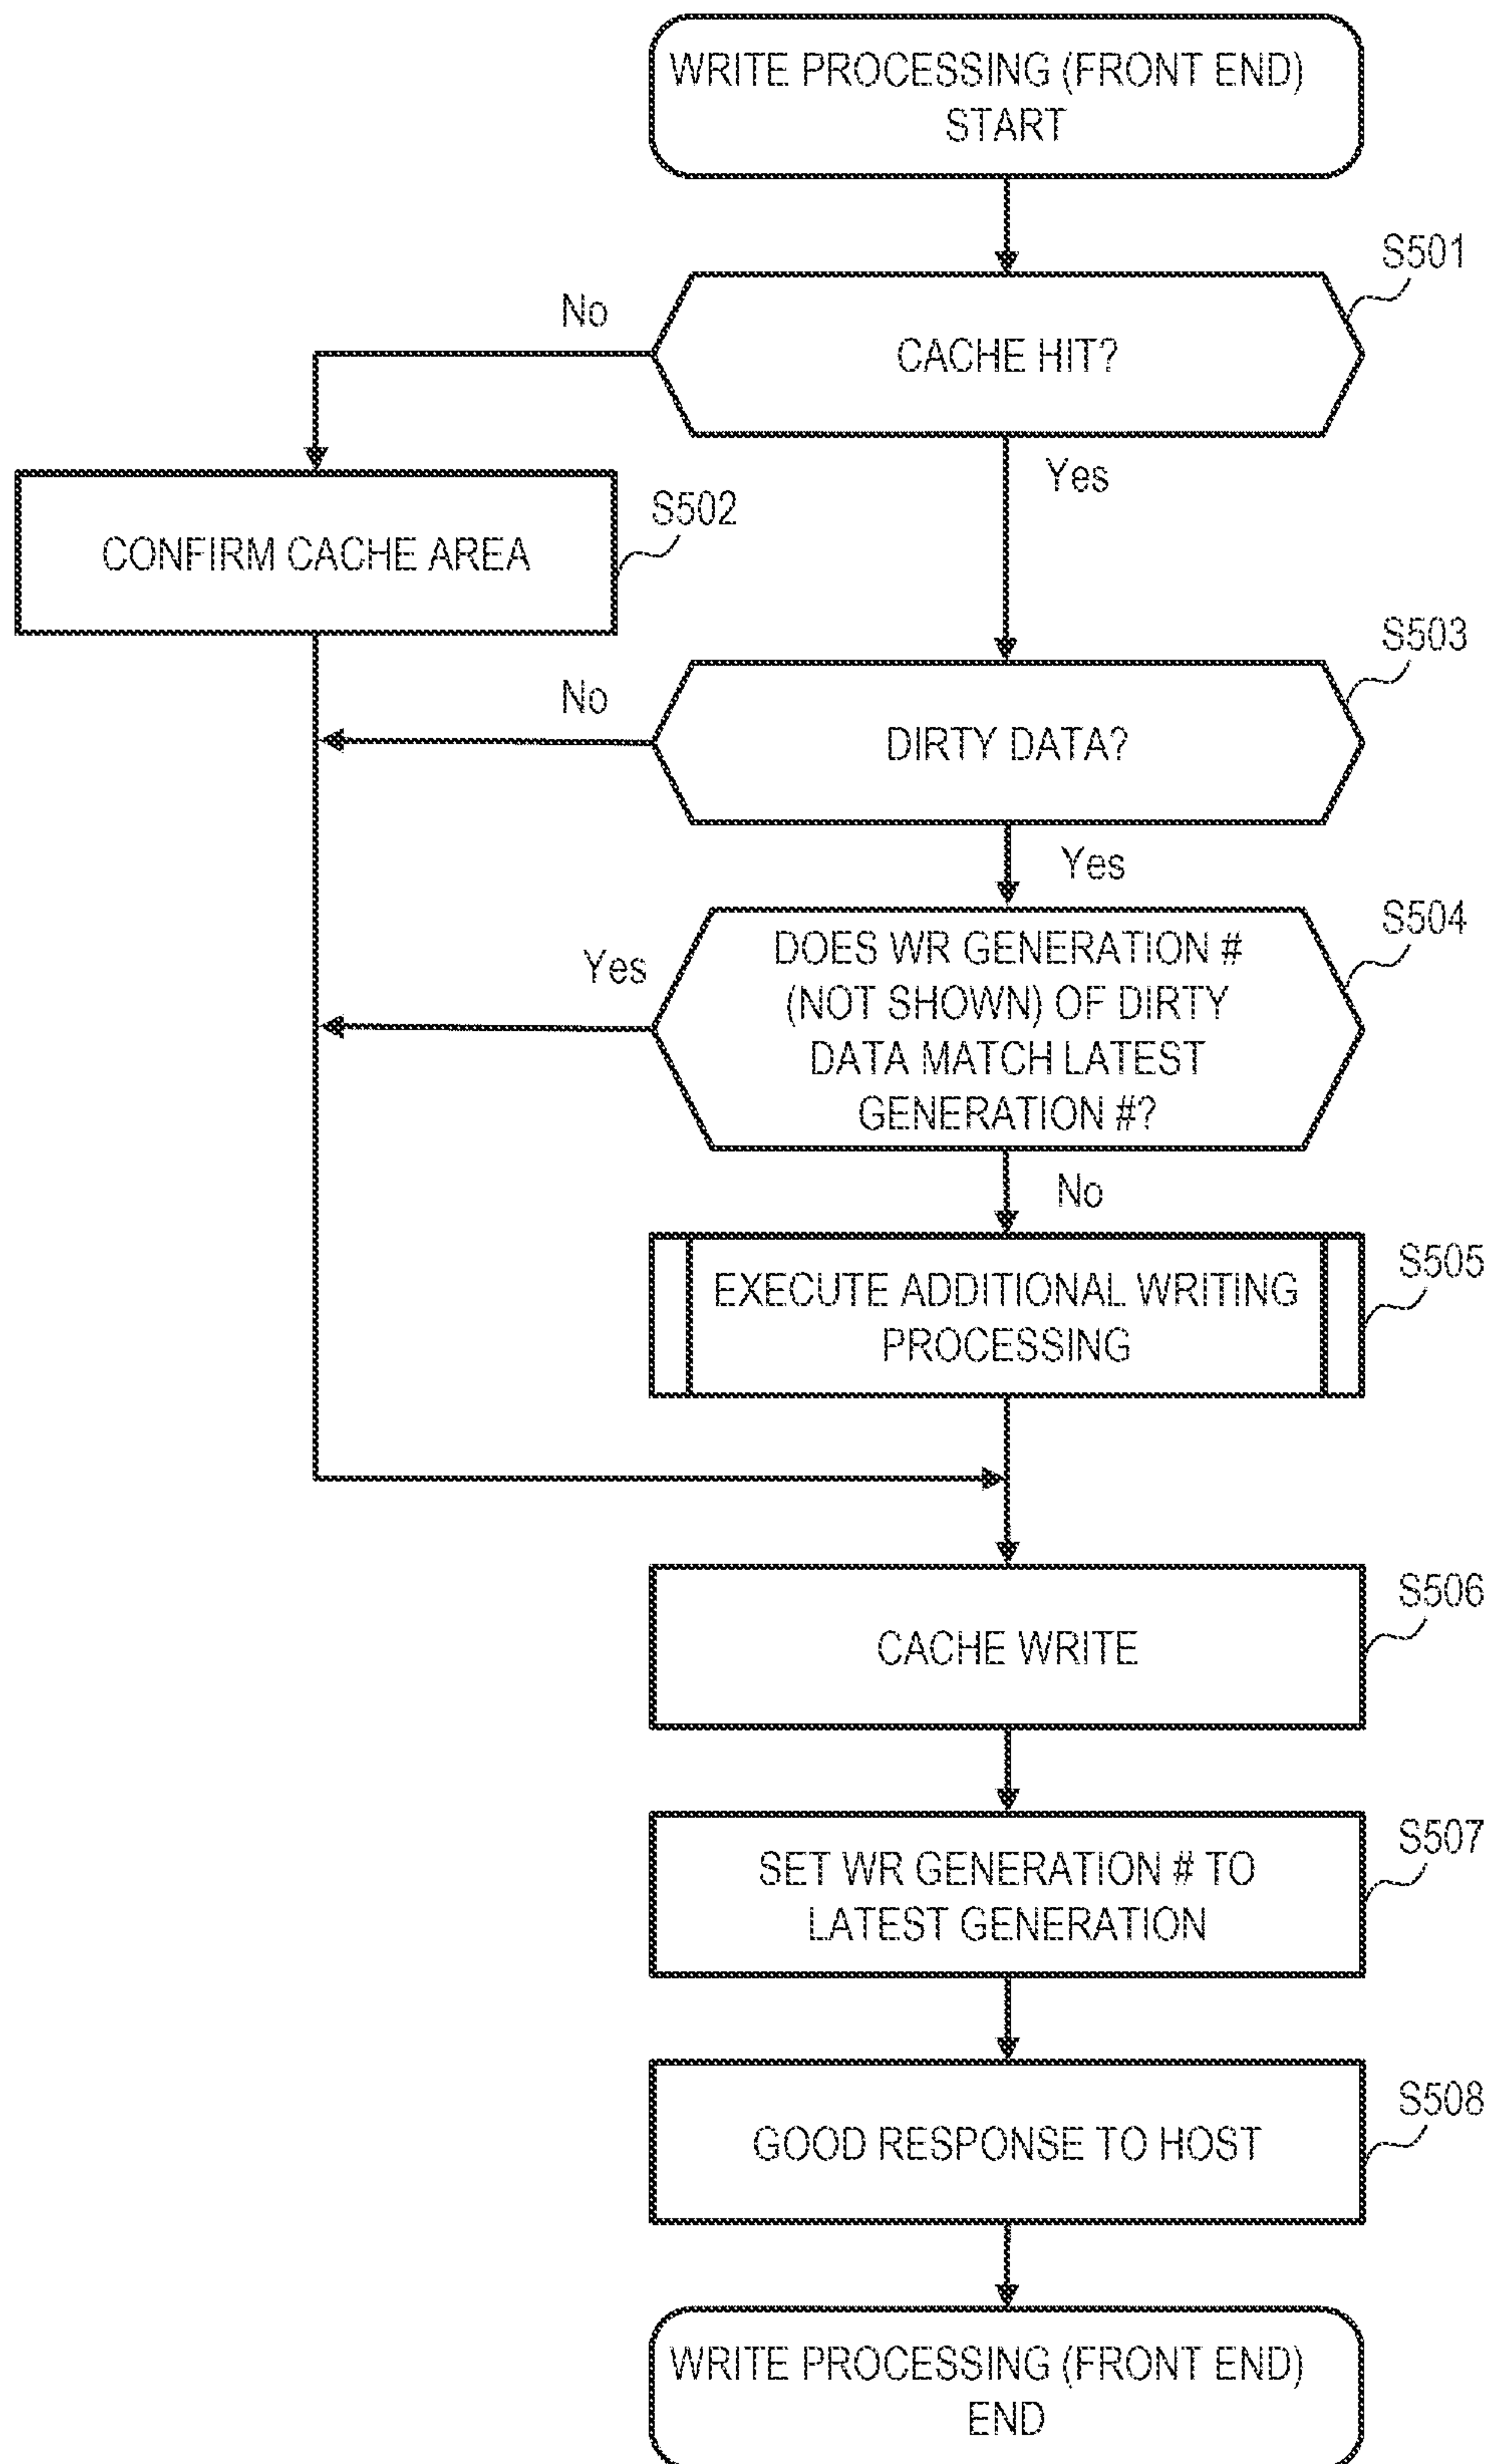 WRITE PROCESSING (FRONT END)
START
S501
No
CACHE HIT?
Yes
S502
CONFIRM CACHE AREA
S503
No
DIRTY DATA?
Yes
S504
Yes
DOES WR GENERATION #
(NOT SHOWN) OF DIRTY
DATA MATCH LATEST
GENERATION #?
No
S505
EXECUTE ADDITIONAL WRITING
PROCESSING
S506
CACHE WRITE
S507
SET WR GENERATION # TO
LATEST GENERATION
S508
GOOD RESPONSE TO HOST
WRITE PROCESSING (FRONT END)
END